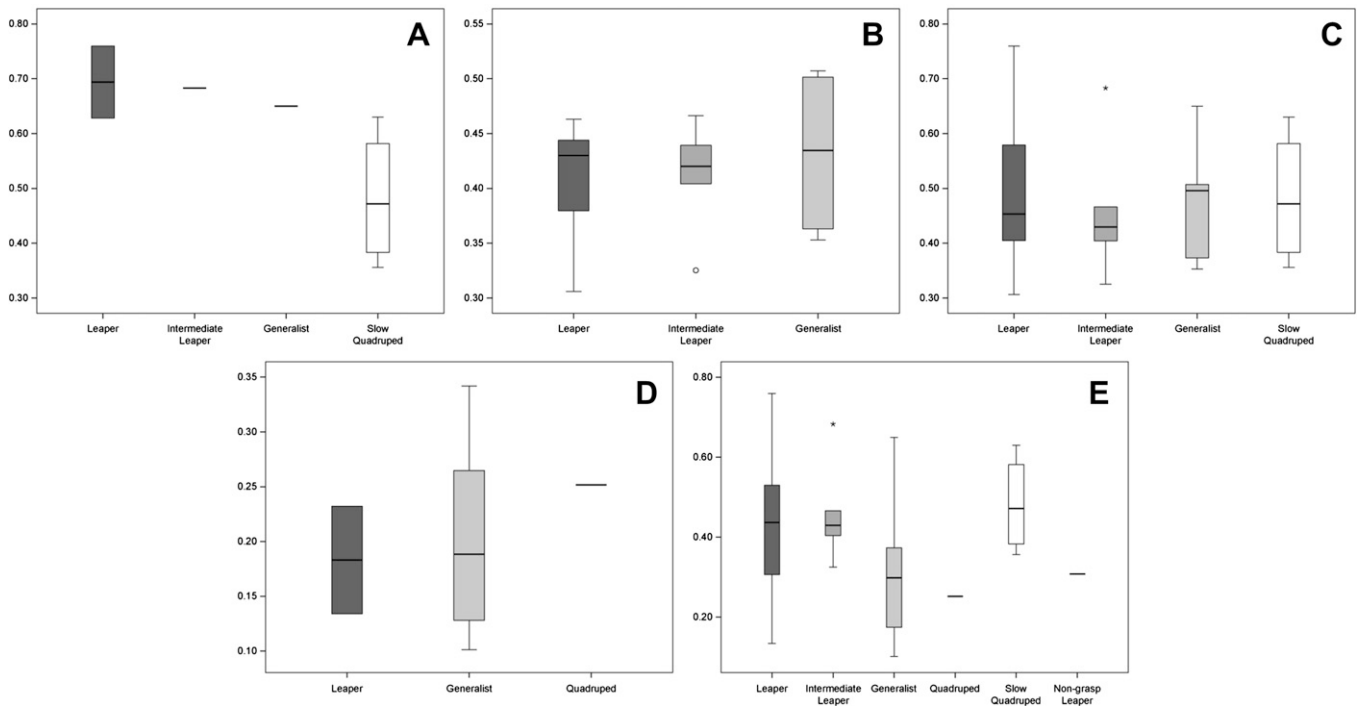 A
0.80
0.70
0.60
0.50
0.40
0.30
Leaper
Intermediate
Leaper
Generalist
Slow
Quadruped
B
0.55
0.50
0.45
0.40
0.35
0.30
Leaper
Intermediate
Leaper
Generalist
C
0.80
0.70
0.60
0.50
0.40
0.30
Leaper
Intermediate
Leaper
Generalist
Slow
Quadruped
D
0.35
0.30
0.25
0.20
0.15
0.10
Leaper
Generalist
Quadruped
E
0.80
0.60
0.40
0.20
Leaper
Intermediate
Leaper
Generalist
Quadruped
Slow
Quadruped
Non-grasp
Leaper